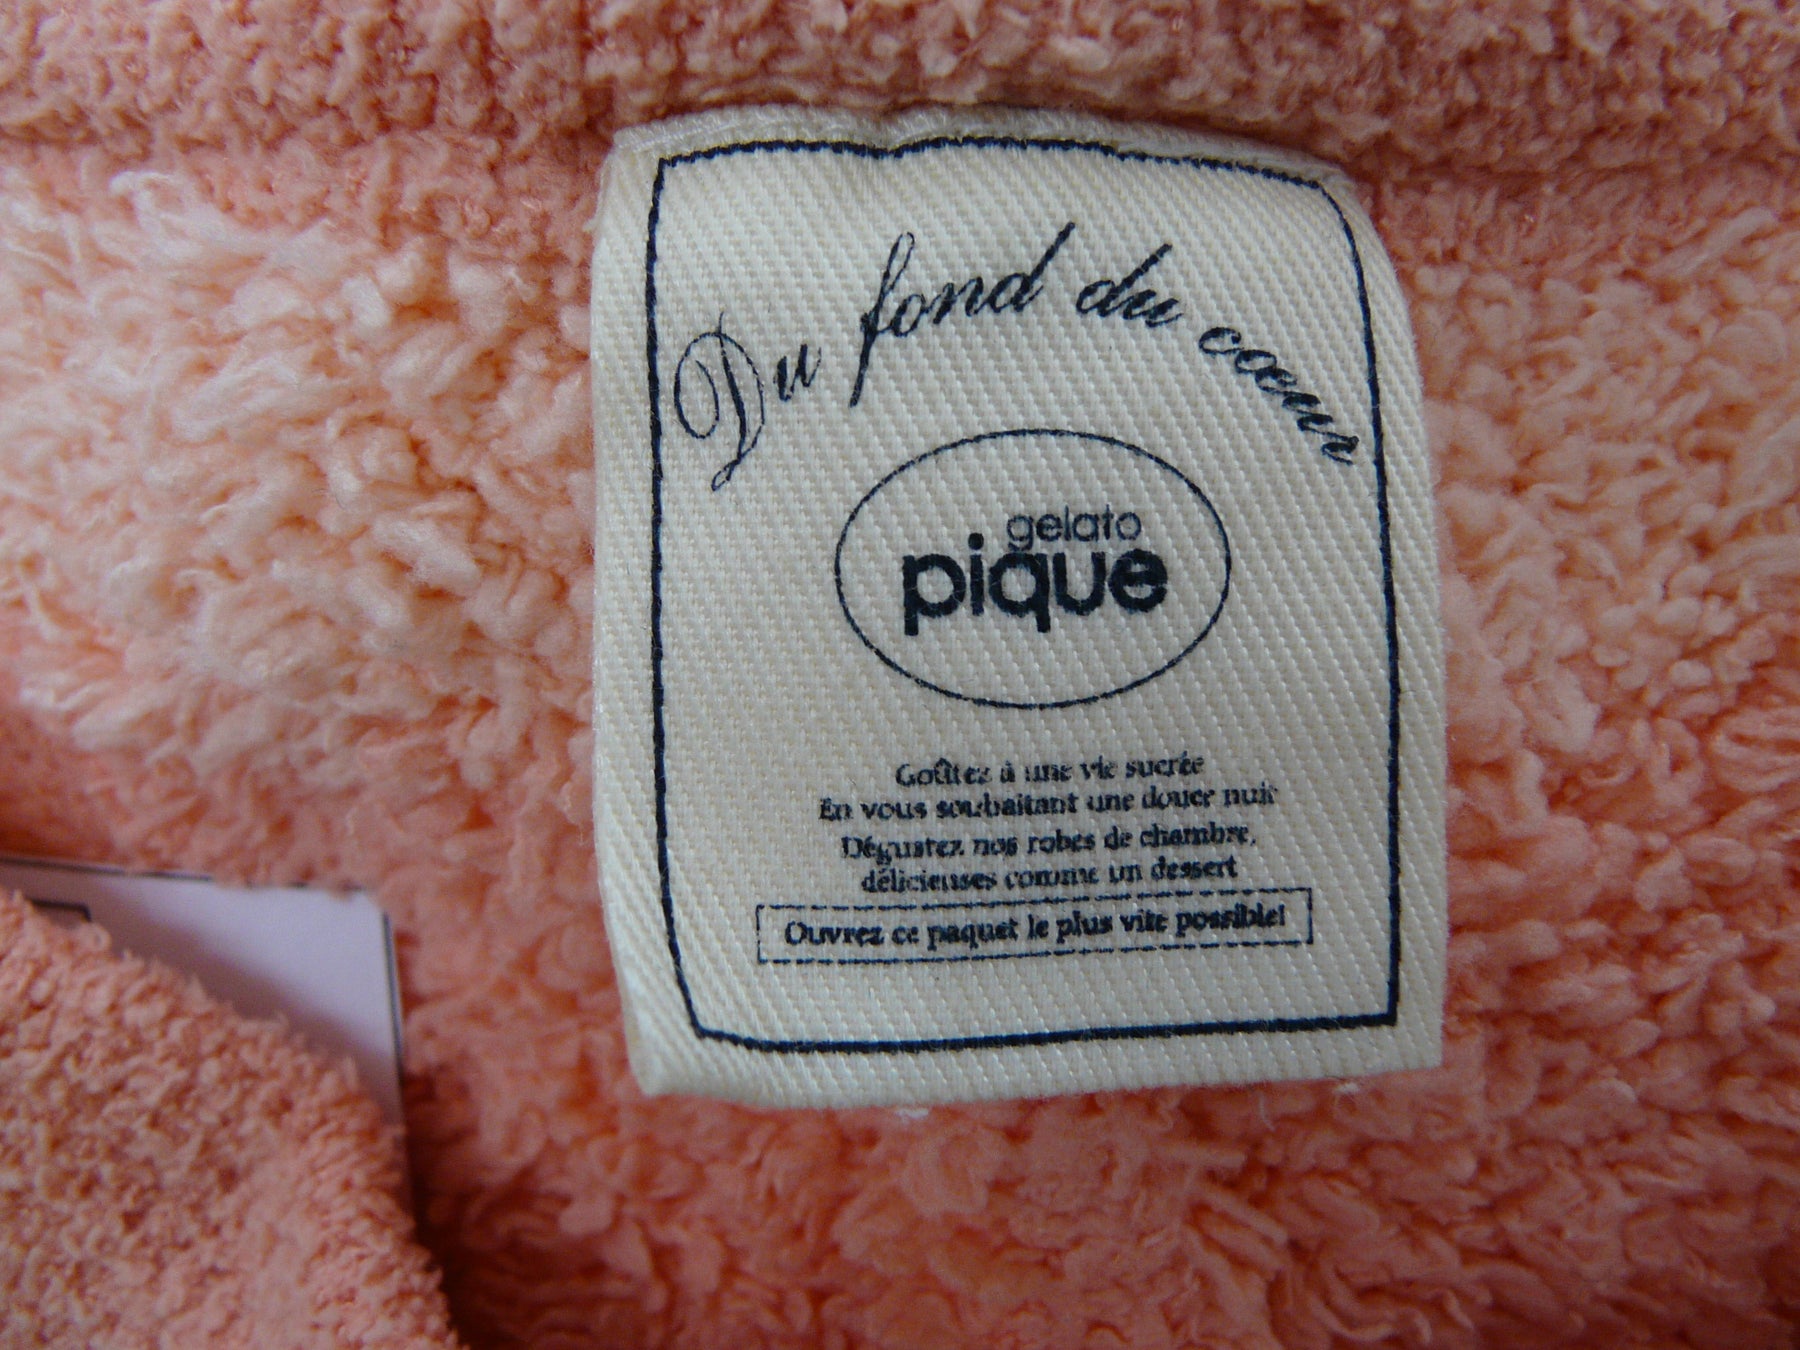 Du fond du cœur
gelato
pique
Goûtez à une vie sucrée
En vous souhaitant une douce nuit
Dégustez nos robes de chambre,
délicieuses comme un dessert
Ouvrez ce paquet le plus vite possible!